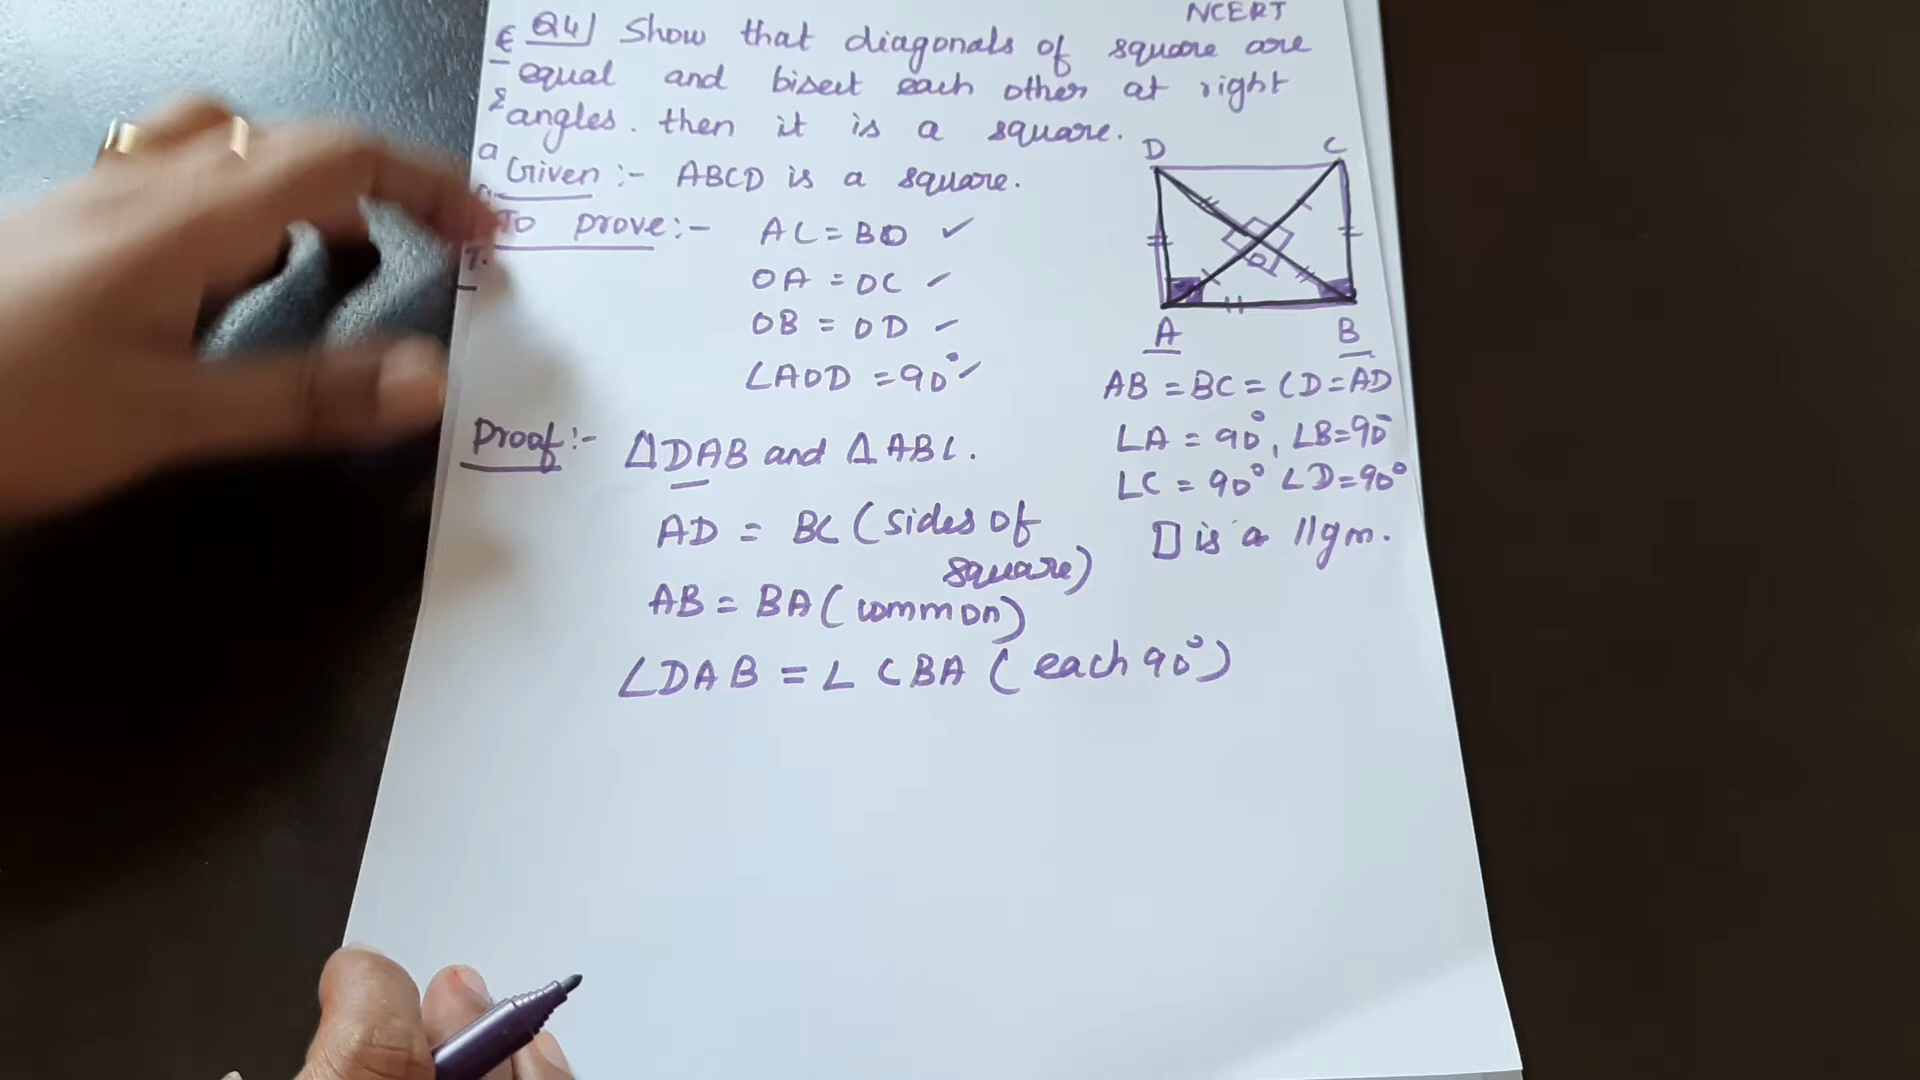 NCERT
Q4) Show that diagonals of square are
equal and bisect each other at right
angles. then it is a square.
Given :- ABCD is a square.
To prove:- AC = BD ✓
OA = OC ✓
OB = OD ✓
∠AOD = 90° ✓
D C
O
A B
AB = BC = CD = AD
∠A = 90°, ∠B = 90°
∠C = 90° ∠D = 90°
□ is a ||gm.
Proof:- ΔDAB and ΔABC.
AD = BC (sides of
square)
AB = BA (common)
∠DAB = ∠CBA (each 90°)